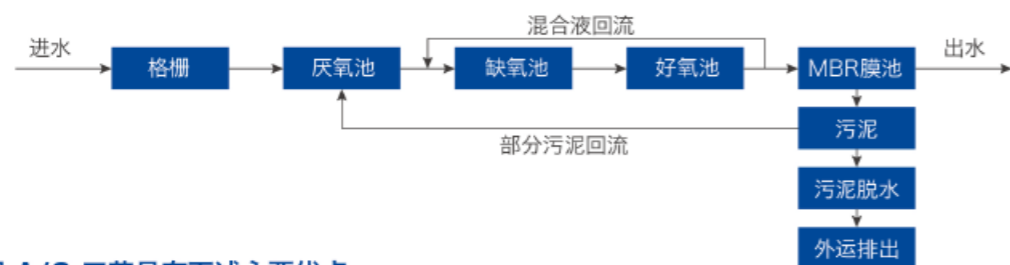 混合液回流
进水
格栅
厌氧池
缺氧池
好氧池
MBR膜池
出水
污泥
部分污泥回流
污泥脱水
外运排出